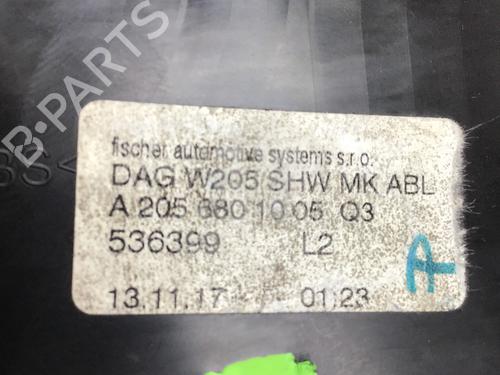 B-PARTS
fischer automotive systems s.r.o.
DAG W205 SHW MK ABL
A 205 680 10 05 Q3
536399 L2
13.11.17 01:23